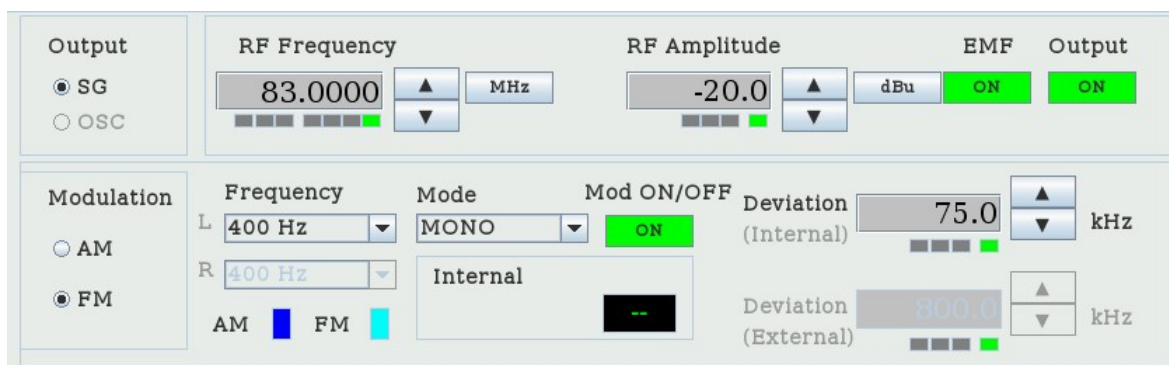 Output
SG
OSC
RF Frequency
83.0000
MHz
RF Amplitude
-20.0
dBu
EMF
ON
Output
ON
Modulation
AM
FM
Frequency
L 400 Hz
R 400 Hz
AM FM
Mode
MONO
Mod ON/OFF
ON
Internal
--
Deviation
(Internal)
75.0
kHz
Deviation
(External)
800.0
kHz